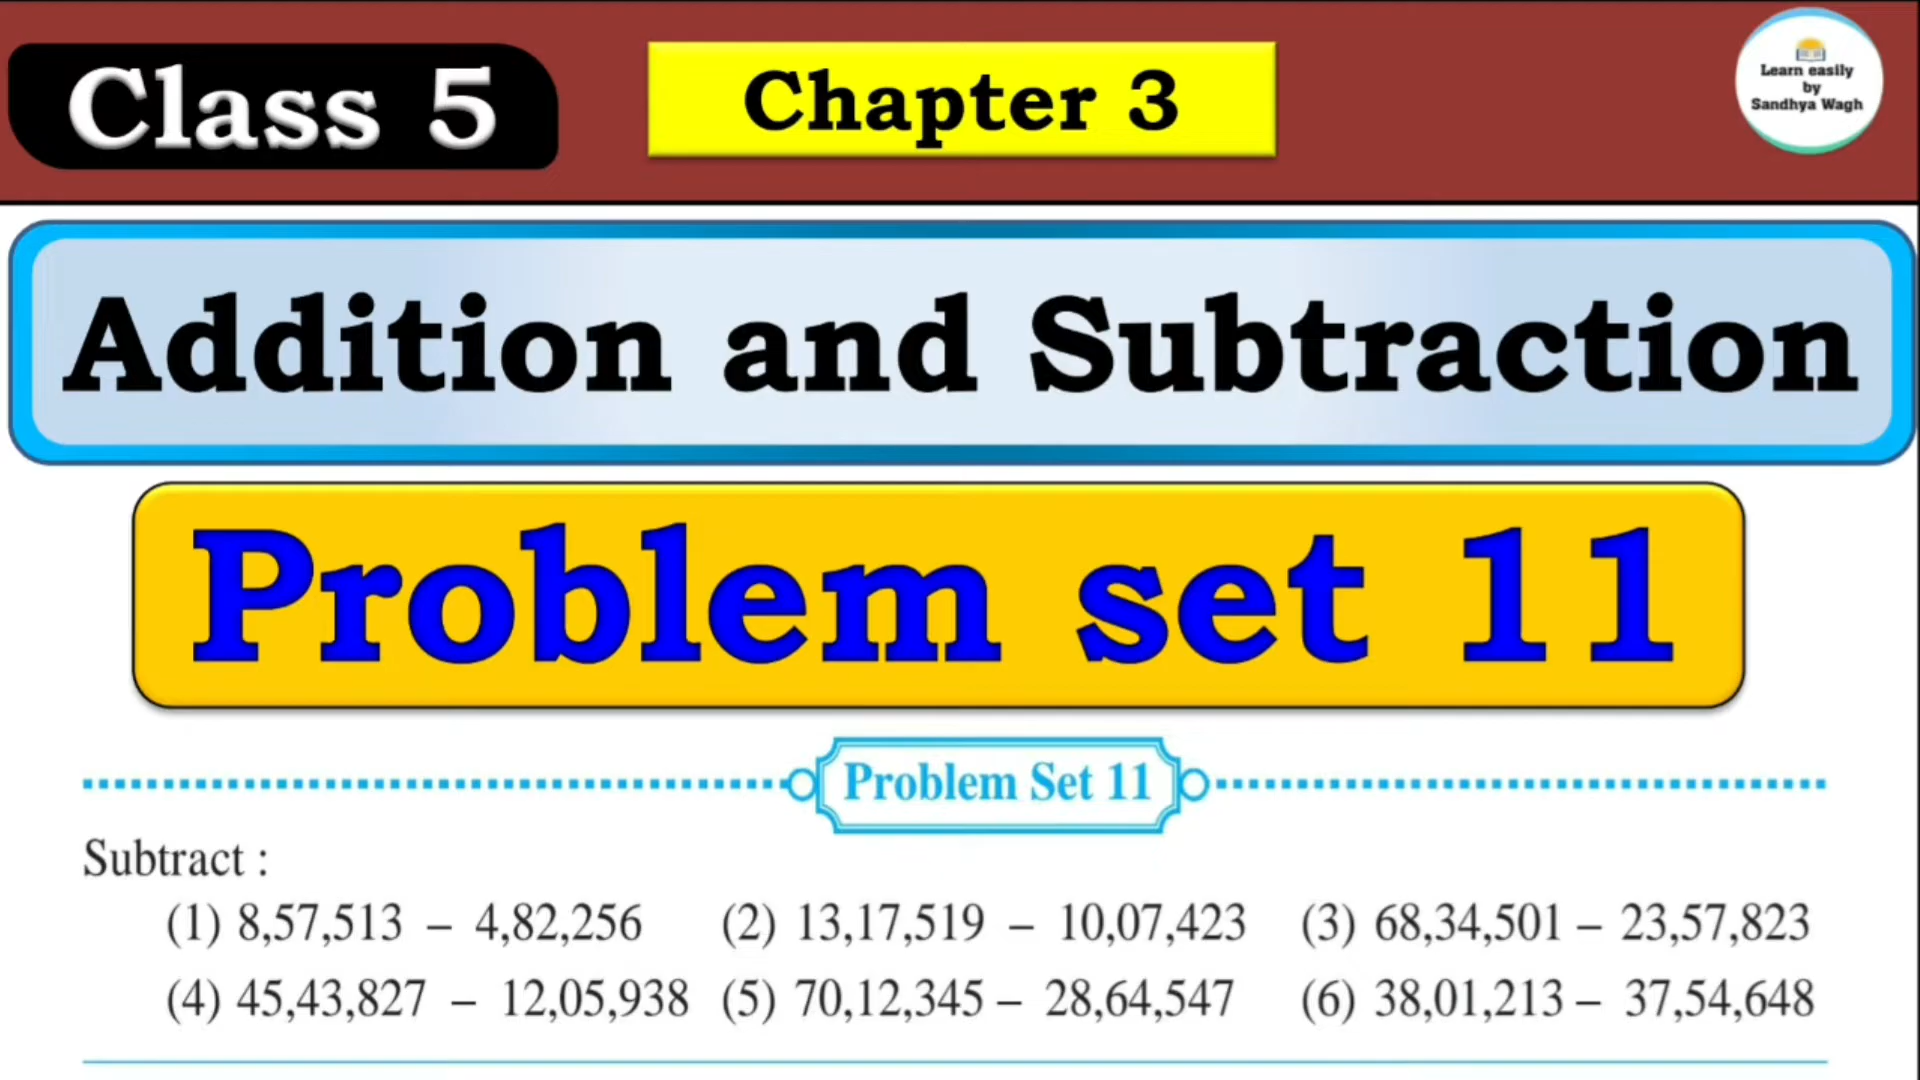 Class 5
Chapter 3
Learn easily
by
Sandhya Wagh
Addition and Subtraction
Problem set 11
Problem Set 11
Subtract :
(1) 8,57,513 – 4,82,256 (2) 13,17,519 – 10,07,423 (3) 68,34,501 – 23,57,823
(4) 45,43,827 – 12,05,938 (5) 70,12,345 – 28,64,547 (6) 38,01,213 – 37,54,648